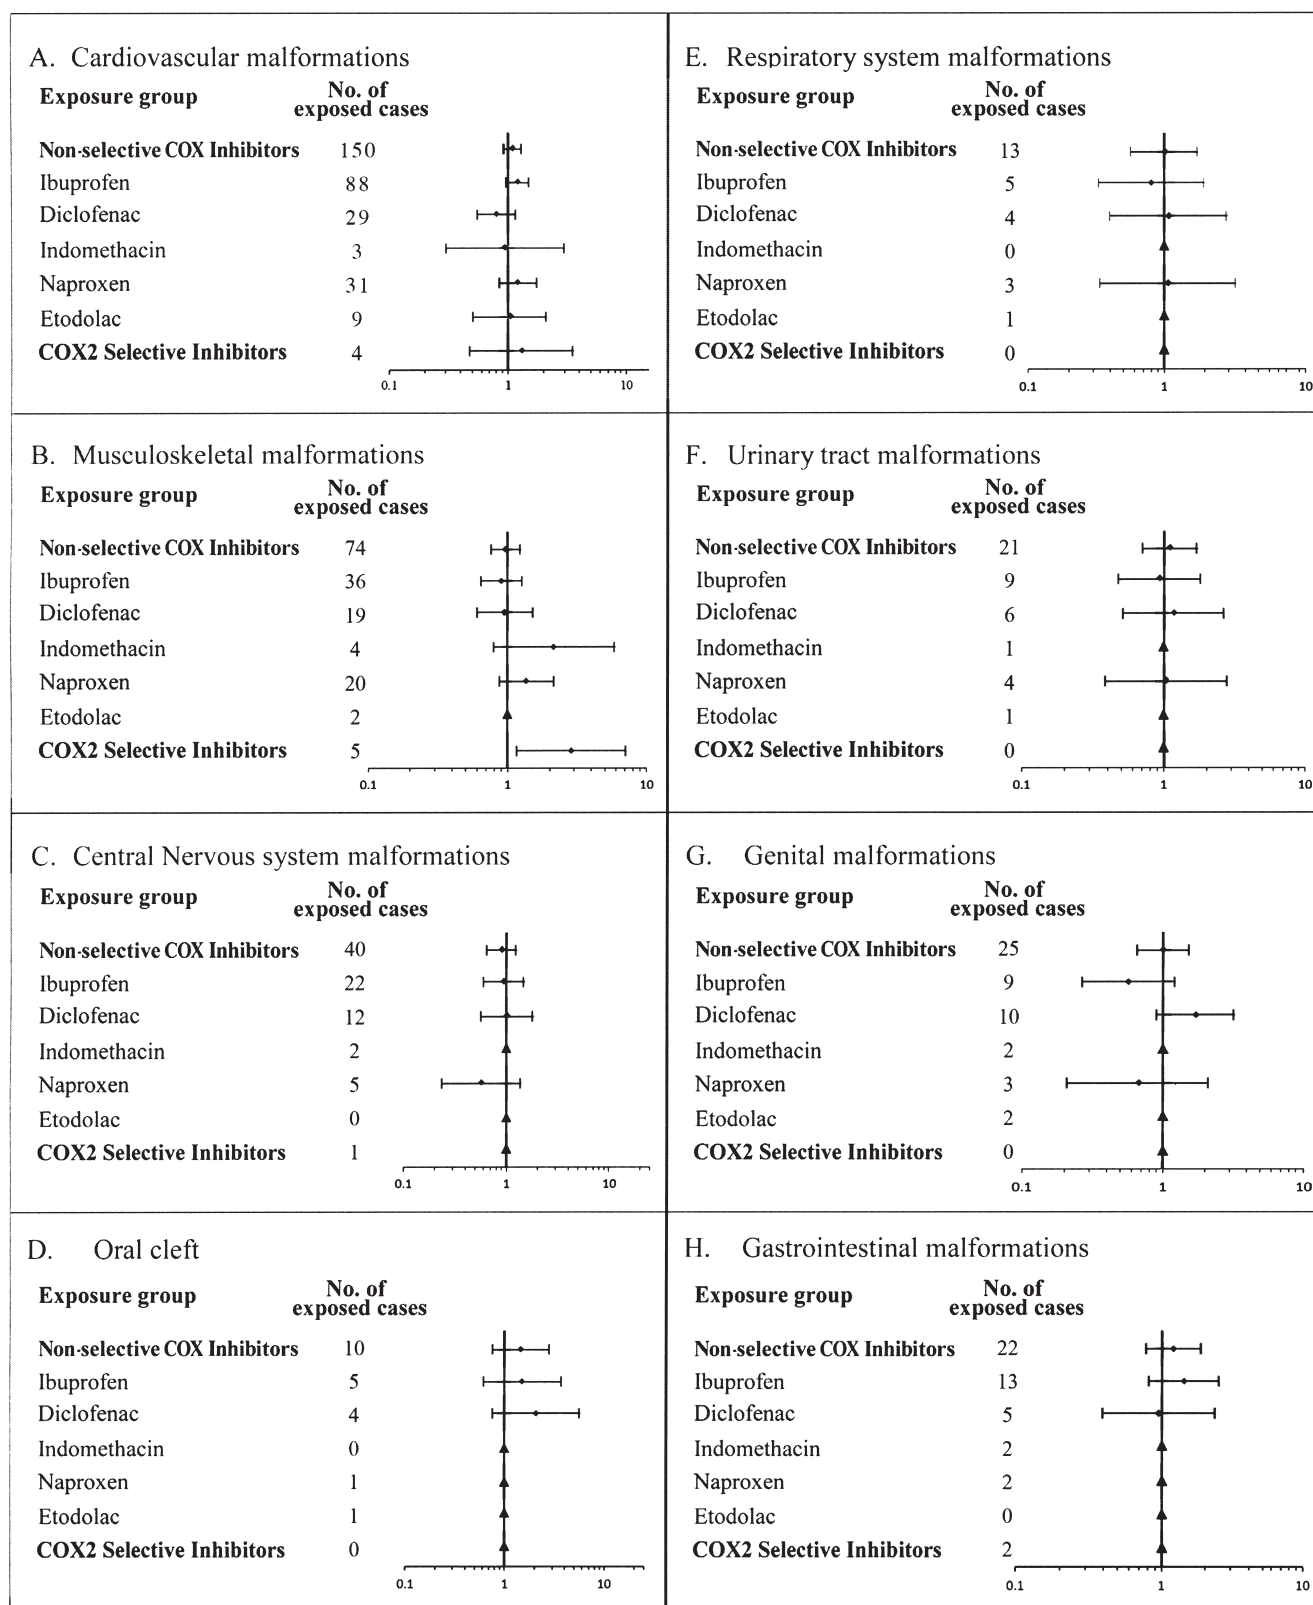 A. Cardiovascular malformations
Exposure group No. of exposed cases
Non-selective COX Inhibitors 150
Ibuprofen 88
Diclofenac 29
Indomethacin 3
Naproxen 31
Etodolac 9
COX2 Selective Inhibitors 4
0.1 1 10
B. Musculoskeletal malformations
Exposure group No. of exposed cases
Non-selective COX Inhibitors 74
Ibuprofen 36
Diclofenac 19
Indomethacin 4
Naproxen 20
Etodolac 2
COX2 Selective Inhibitors 5
0.1 1 10
C. Central Nervous system malformations
Exposure group No. of exposed cases
Non-selective COX Inhibitors 40
Ibuprofen 22
Diclofenac 12
Indomethacin 2
Naproxen 5
Etodolac 0
COX2 Selective Inhibitors 1
0.1 1 10
D. Oral cleft
Exposure group No. of exposed cases
Non-selective COX Inhibitors 10
Ibuprofen 5
Diclofenac 4
Indomethacin 0
Naproxen 1
Etodolac 1
COX2 Selective Inhibitors 0
0.1 1 10
E. Respiratory system malformations
Exposure group No. of exposed cases
Non-selective COX Inhibitors 13
Ibuprofen 5
Diclofenac 4
Indomethacin 0
Naproxen 3
Etodolac 1
COX2 Selective Inhibitors 0
0.1 1 10
F. Urinary tract malformations
Exposure group No. of exposed cases
Non-selective COX Inhibitors 21
Ibuprofen 9
Diclofenac 6
Indomethacin 1
Naproxen 4
Etodolac 1
COX2 Selective Inhibitors 0
0.1 1 10
G. Genital malformations
Exposure group No. of exposed cases
Non-selective COX Inhibitors 25
Ibuprofen 9
Diclofenac 10
Indomethacin 2
Naproxen 3
Etodolac 2
COX2 Selective Inhibitors 0
0.1 1 10
H. Gastrointestinal malformations
Exposure group No. of exposed cases
Non-selective COX Inhibitors 22
Ibuprofen 13
Diclofenac 5
Indomethacin 2
Naproxen 2
Etodolac 0
COX2 Selective Inhibitors 2
0.1 1 10